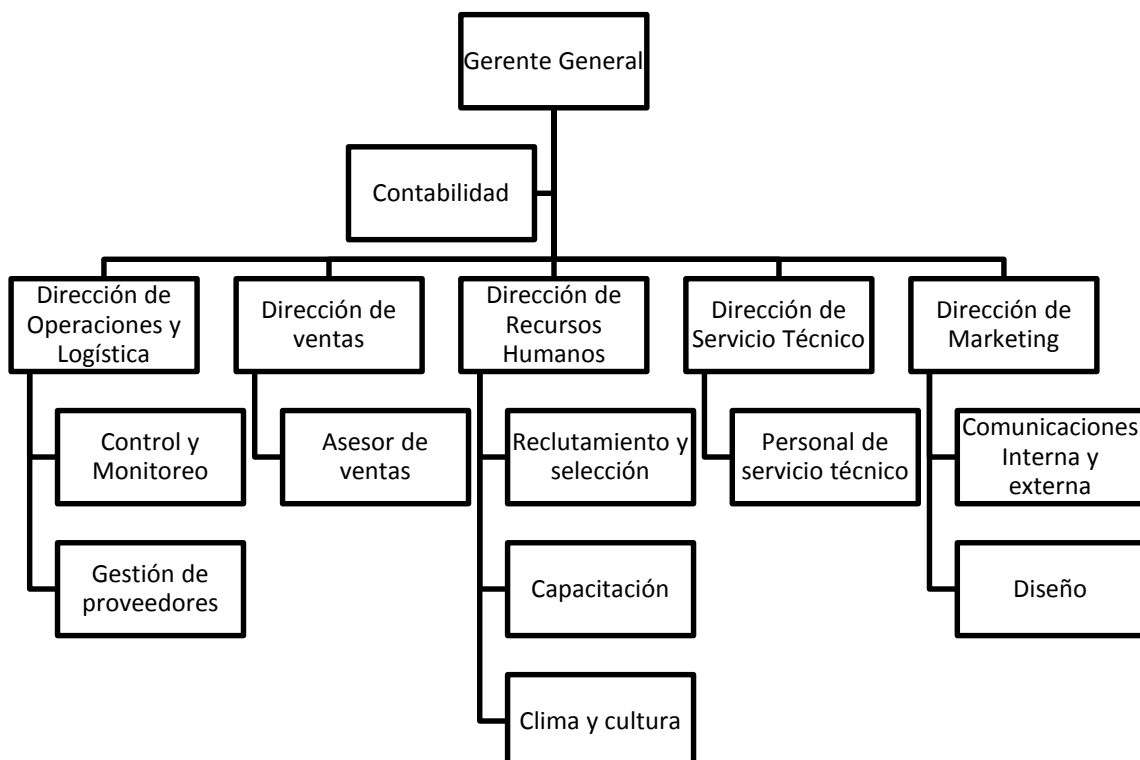 Gerente General
Contabilidad
Dirección de
Operaciones y
Logística
Dirección de
ventas
Dirección de
Recursos
Humanos
Dirección de
Servicio Técnico
Dirección de
Marketing
Control y
Monitoreo
Asesor de
ventas
Reclutamiento y
selección
Personal de
servicio técnico
Comunicaciones
Interna y
externa
Gestión de
proveedores
Capacitación
Diseño
Clima y cultura